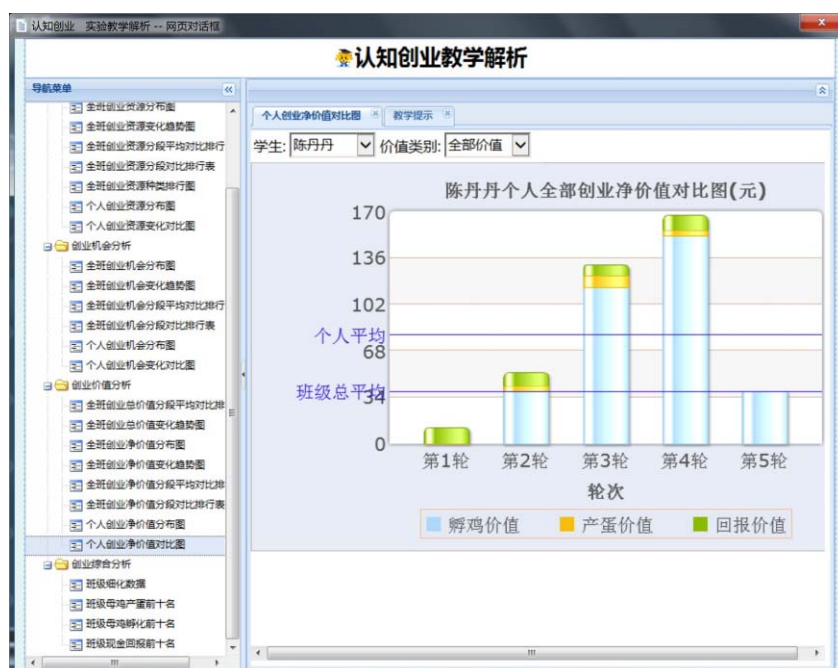 认知创业 实验教学解析 -- 网页对话框
认知创业教学解析
导航菜单
全班创业资源分布图
全班创业资源变化趋势图
全班创业资源分段平均对比排行
全班创业资源分段对比排行表
全班创业资源种类排行图
个人创业资源分布图
个人创业资源变化对比图
创业机会分析
全班创业机会分布图
全班创业机会变化趋势图
全班创业机会分段平均对比排行
全班创业机会分段对比排行表
个人创业机会分布图
个人创业机会变化对比图
创业价值分析
全班创业总价值分段平均对比排
全班创业总价值变化趋势图
全班创业净价值分布图
全班创业净价值变化趋势图
全班创业净价值分段平均对比排
全班创业净价值分段对比排行表
个人创业净价值分布图
个人创业净价值对比图
创业综合分析
班级细化数据
班级母鸡产蛋前十名
班级母鸡孵化前十名
班级现金回报前十名
个人创业净价值对比图 教学提示
学生: 陈丹丹 价值类别: 全部价值
陈丹丹个人全部创业净价值对比图(元)
170
136
102
个人平均
68
班级总平均
34
0
第1轮 第2轮 第3轮 第4轮 第5轮
轮次
孵鸡价值 产蛋价值 回报价值